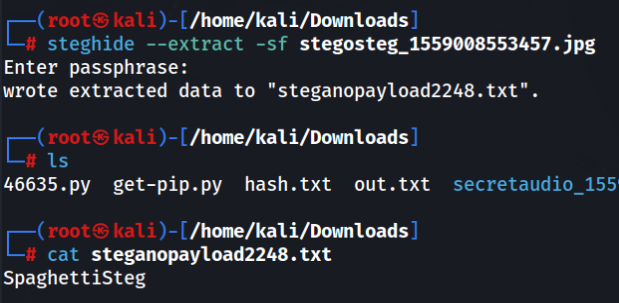 ┌──(root㉿kali)-[/home/kali/Downloads]
└─# steghide --extract -sf stegosteg_1559008553457.jpg
Enter passphrase:
wrote extracted data to "steganopayload2248.txt".
┌──(root㉿kali)-[/home/kali/Downloads]
└─# ls
46635.py  get-pip.py  hash.txt  out.txt  secretaudio_1559
┌──(root㉿kali)-[/home/kali/Downloads]
└─# cat steganopayload2248.txt
SpaghettiSteg